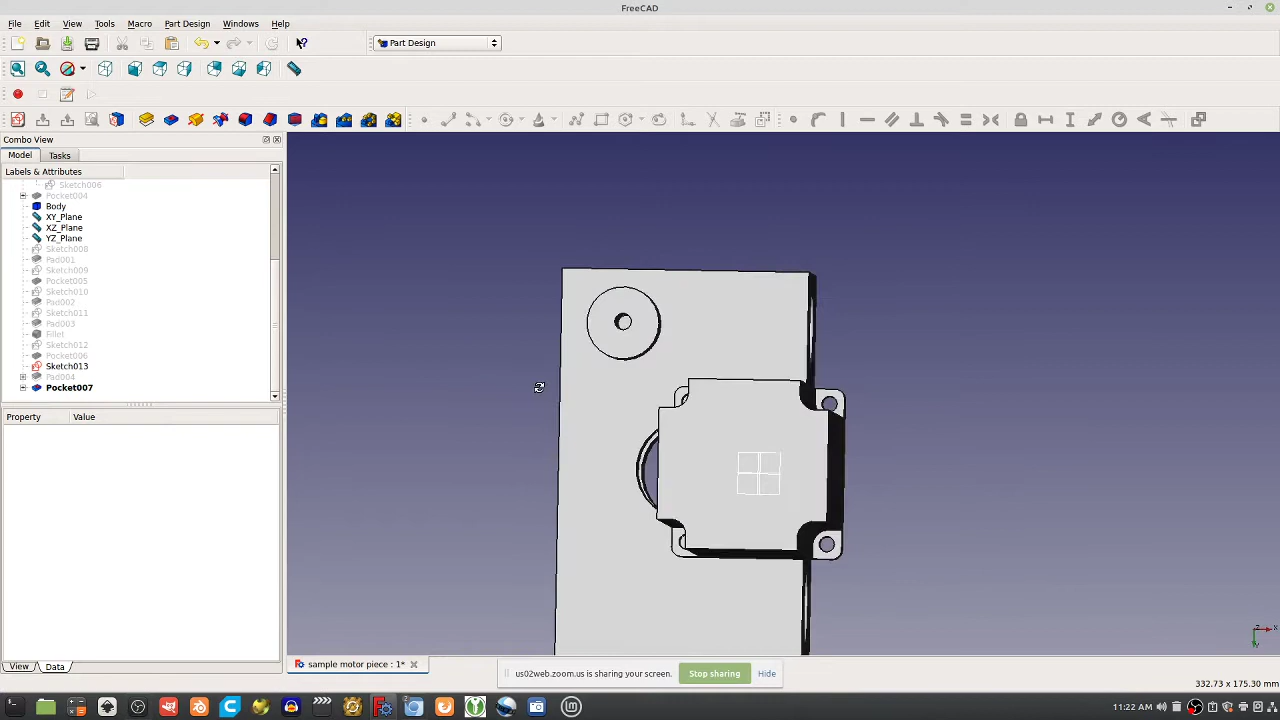 FreeCAD
File Edit View Tools Macro Part Design Windows Help
Part Design
Combo View
Model Tasks
Labels & Attributes
Sketch006
Pocket004
Body
XY_Plane
XZ_Plane
YZ_Plane
Sketch008
Pad001
Sketch009
Pocket005
Sketch010
Pad002
Sketch011
Pad003
Fillet
Sketch012
Pocket006
Sketch013
Pad004
Pocket007
Property Value
View Data
sample motor piece : 1*
us02web.zoom.us is sharing your screen. Stop sharing Hide
332.73 x 175.30 mm
11:22 AM